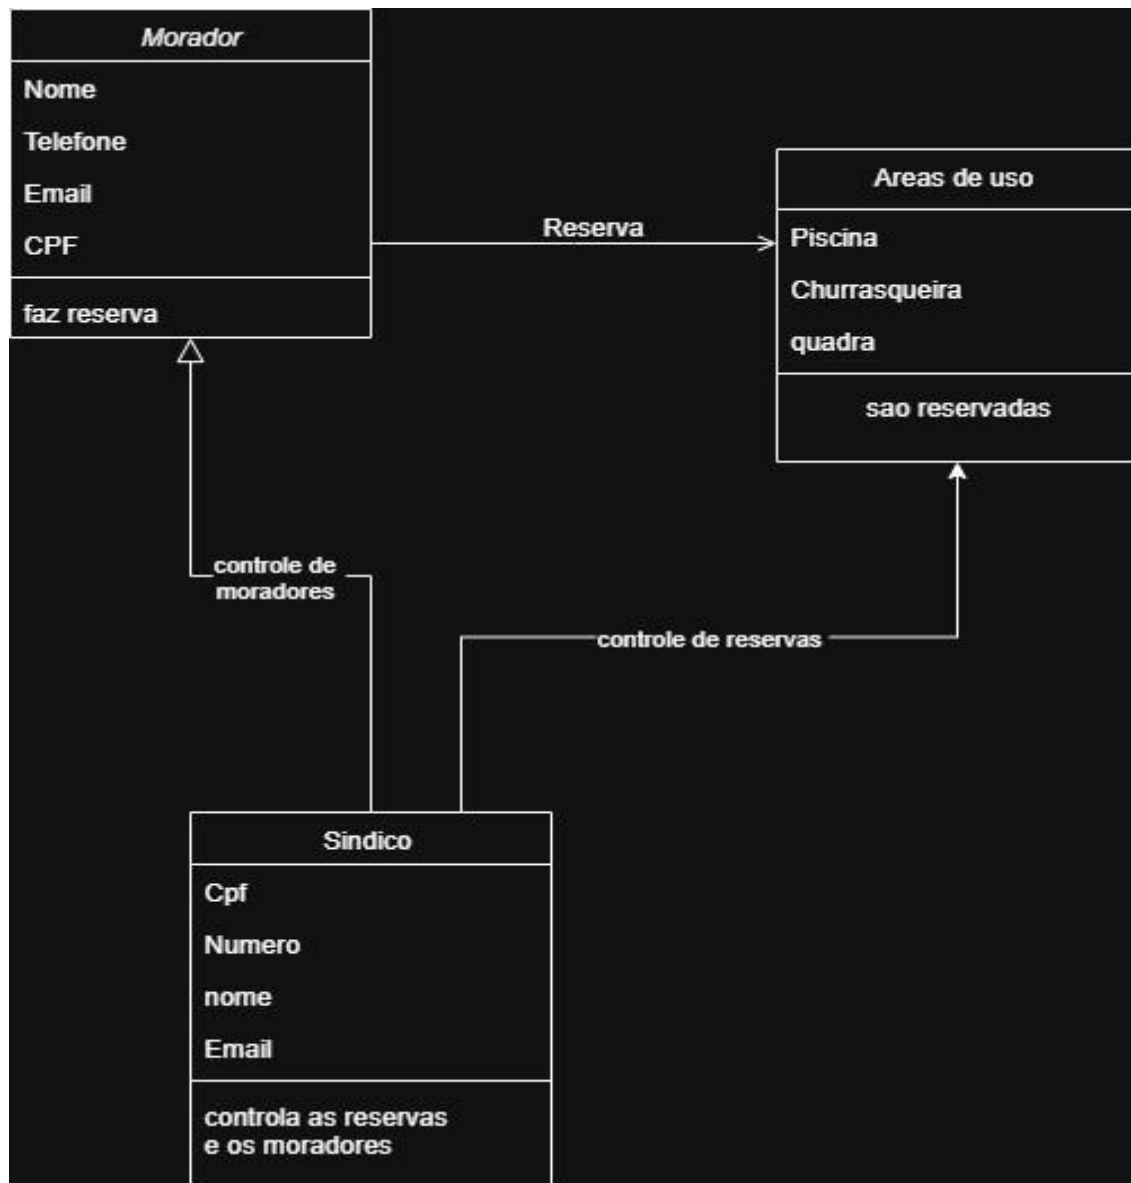 Morador
Nome
Telefone
Email
CPF
faz reserva
Reserva
Areas de uso
Piscina
Churrasqueira
quadra
sao reservadas
controle de
moradores
controle de reservas
Sindico
Cpf
Numero
nome
Email
controla as reservas
e os moradores